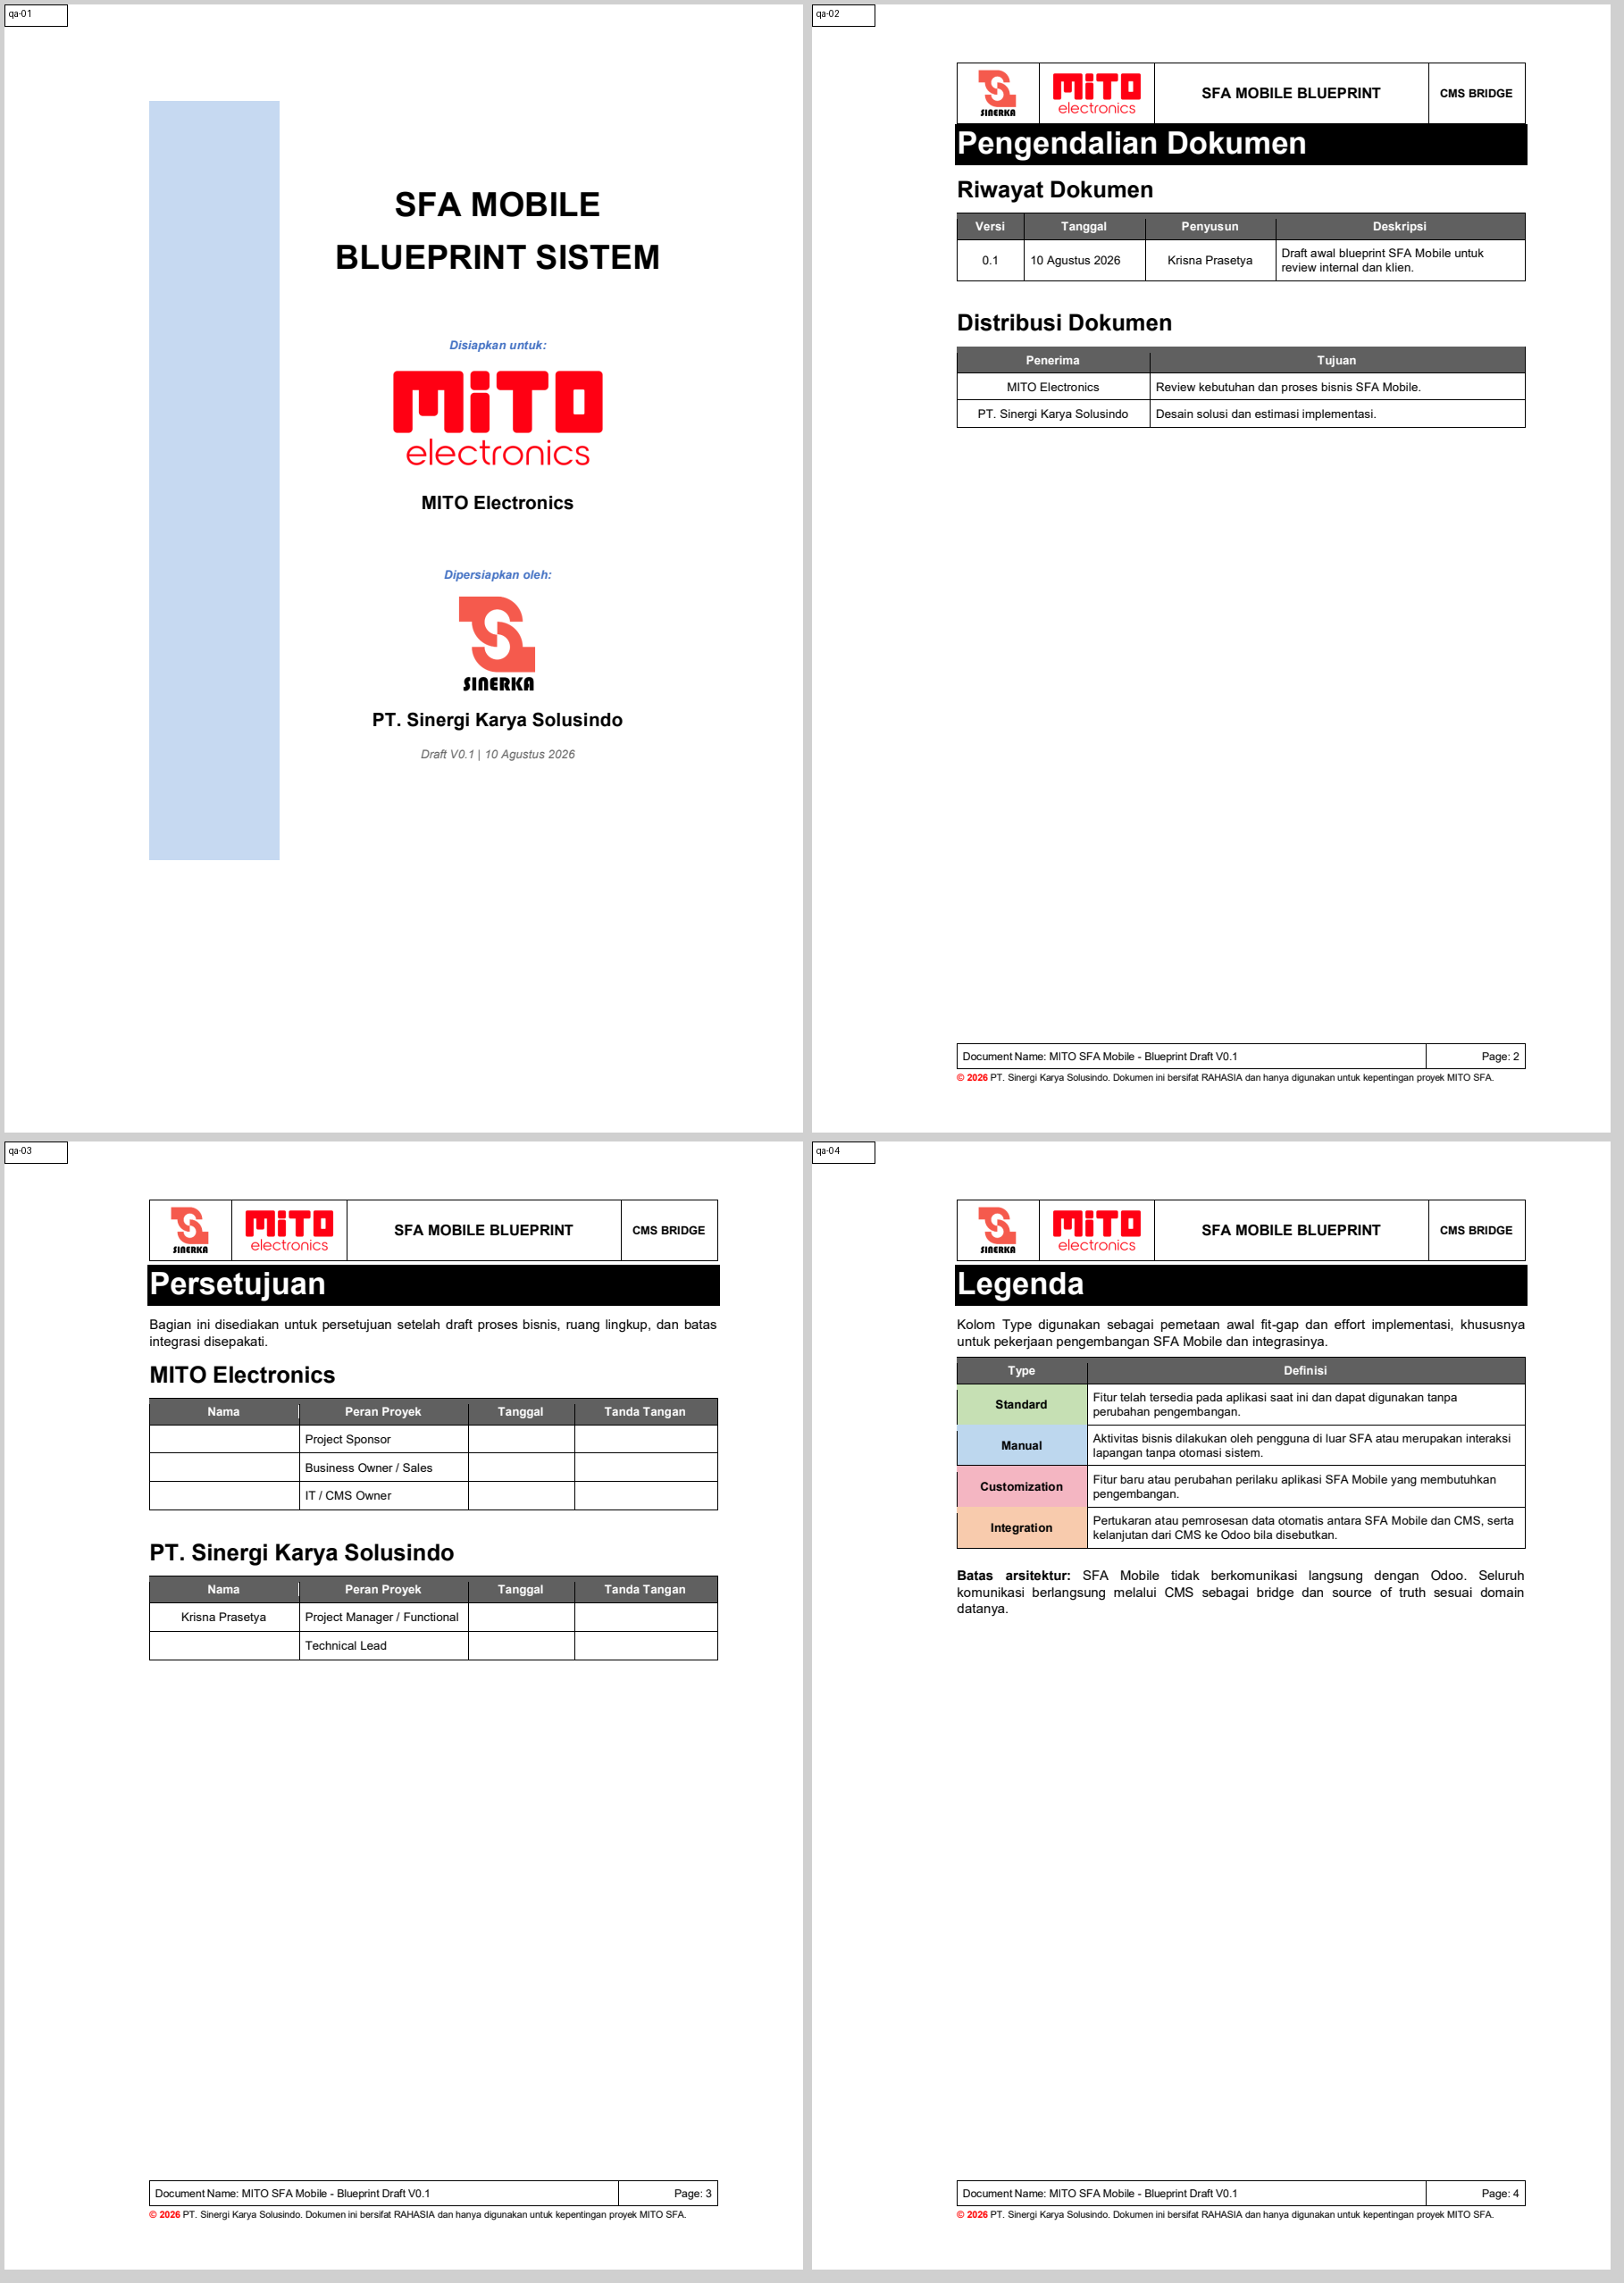 qa-01
SFA MOBILE
BLUEPRINT SISTEM
Disiapkan untuk:
MiTO
electronics
MITO Electronics
Dipersiapkan oleh:
SINERKA
PT. Sinergi Karya Solusindo
Draft V0.1 | 10 Agustus 2026
qa-02
SINERKA
MiTO
electronics
SFA MOBILE BLUEPRINT
CMS BRIDGE
Pengendalian Dokumen
Riwayat Dokumen
Versi Tanggal Penyusun Deskripsi
0.1 10 Agustus 2026 Krisna Prasetya Draft awal blueprint SFA Mobile untuk
review internal dan klien.
Distribusi Dokumen
Penerima Tujuan
MITO Electronics Review kebutuhan dan proses bisnis SFA Mobile.
PT. Sinergi Karya Solusindo Desain solusi dan estimasi implementasi.
Document Name: MITO SFA Mobile - Blueprint Draft V0.1 Page: 2
© 2026 PT. Sinergi Karya Solusindo. Dokumen ini bersifat RAHASIA dan hanya digunakan untuk kepentingan proyek MITO SFA.
qa-03
SINERKA
MiTO
electronics
SFA MOBILE BLUEPRINT
CMS BRIDGE
Persetujuan
Bagian ini disediakan untuk persetujuan setelah draft proses bisnis, ruang lingkup, dan batas
integrasi disepakati.
MITO Electronics
Nama Peran Proyek Tanggal Tanda Tangan
Project Sponsor
Business Owner / Sales
IT / CMS Owner
PT. Sinergi Karya Solusindo
Nama Peran Proyek Tanggal Tanda Tangan
Krisna Prasetya Project Manager / Functional
Technical Lead
Document Name: MITO SFA Mobile - Blueprint Draft V0.1 Page: 3
© 2026 PT. Sinergi Karya Solusindo. Dokumen ini bersifat RAHASIA dan hanya digunakan untuk kepentingan proyek MITO SFA.
qa-04
SINERKA
MiTO
electronics
SFA MOBILE BLUEPRINT
CMS BRIDGE
Legenda
Kolom Type digunakan sebagai pemetaan awal fit-gap dan effort implementasi, khususnya
untuk pekerjaan pengembangan SFA Mobile dan integrasinya.
Type Definisi
Standard Fitur telah tersedia pada aplikasi saat ini dan dapat digunakan tanpa
perubahan pengembangan.
Manual Aktivitas bisnis dilakukan oleh pengguna di luar SFA atau merupakan interaksi
lapangan tanpa otomasi sistem.
Customization Fitur baru atau perubahan perilaku aplikasi SFA Mobile yang membutuhkan
pengembangan.
Integration Pertukaran atau pemrosesan data otomatis antara SFA Mobile dan CMS, serta
kelanjutan dari CMS ke Odoo bila disebutkan.
Batas arsitektur: SFA Mobile tidak berkomunikasi langsung dengan Odoo. Seluruh
komunikasi berlangsung melalui CMS sebagai bridge dan source of truth sesuai domain
datanya.
Document Name: MITO SFA Mobile - Blueprint Draft V0.1 Page: 4
© 2026 PT. Sinergi Karya Solusindo. Dokumen ini bersifat RAHASIA dan hanya digunakan untuk kepentingan proyek MITO SFA.